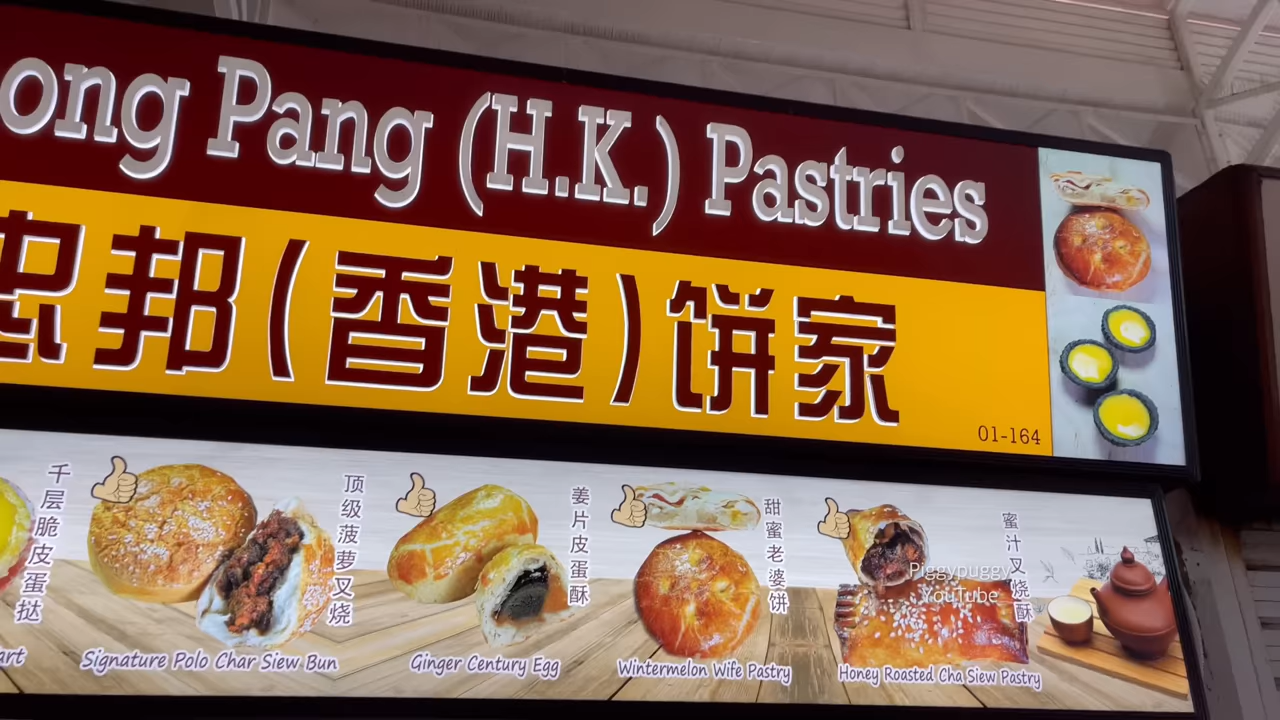 ong Pang (H.K.) Pastries
邦(香港)饼家
01-164
千层脆皮蛋挞
art
顶级菠萝叉烧
Signature Polo Char Siew Bun
姜片皮蛋酥
Ginger Century Egg
甜蜜老婆饼
Wintermelon Wife Pastry
蜜汁叉烧酥
Honey Roasted Cha Siew Pastry
Piggypuggy
YouTube